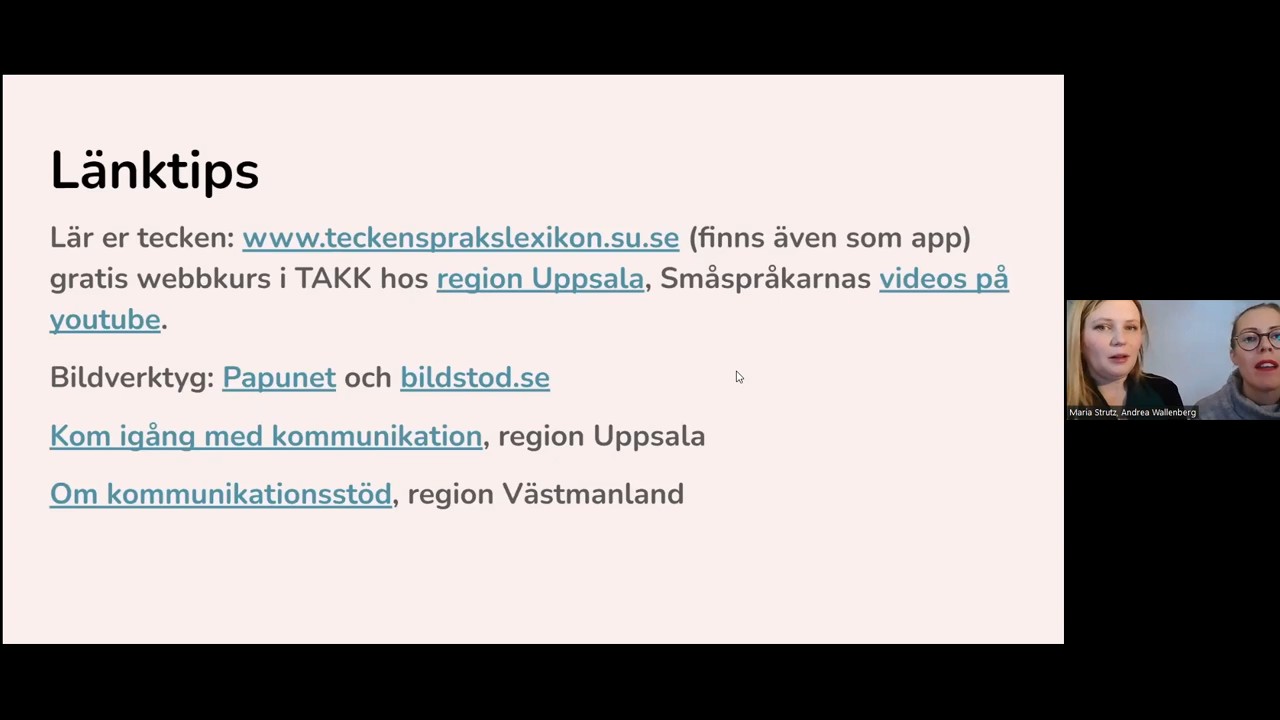 Länktips
Lär er tecken: www.teckensprakslexikon.su.se (finns även som app)
gratis webbkurs i TAKK hos region Uppsala, Småspråkarnas videos på
youtube.
Bildverktyg: Papunet och bildstod.se
Kom igång med kommunikation, region Uppsala
Om kommunikationsstöd, region Västmanland
Maria Strutz, Andrea Wallenberg